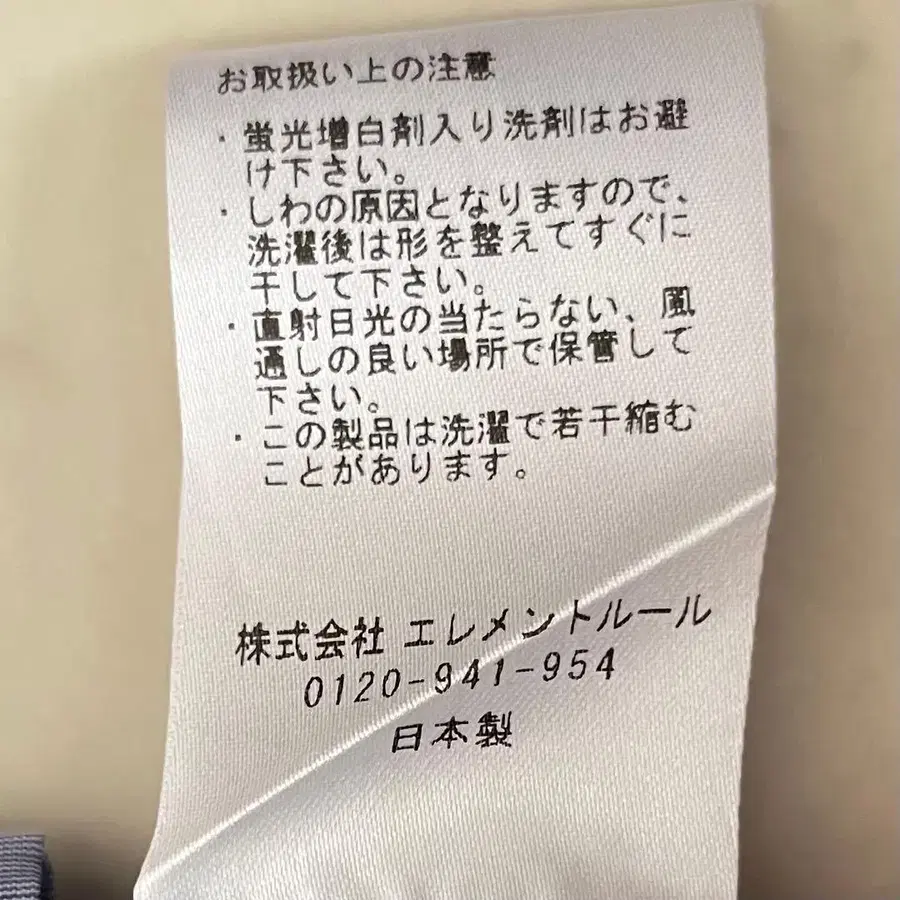 お取扱い上の注意
・蛍光増白剤入り洗剤はお避
け下さい。
・しわの原因となりますので、
洗濯後は形を整えてすぐに
干して下さい。
・直射日光の当たらない、風
通しの良い場所で保管して
下さい。
・この製品は洗濯で若干縮む
ことがあります。
株式会社 エレメントルール
0120-941-954
日本製